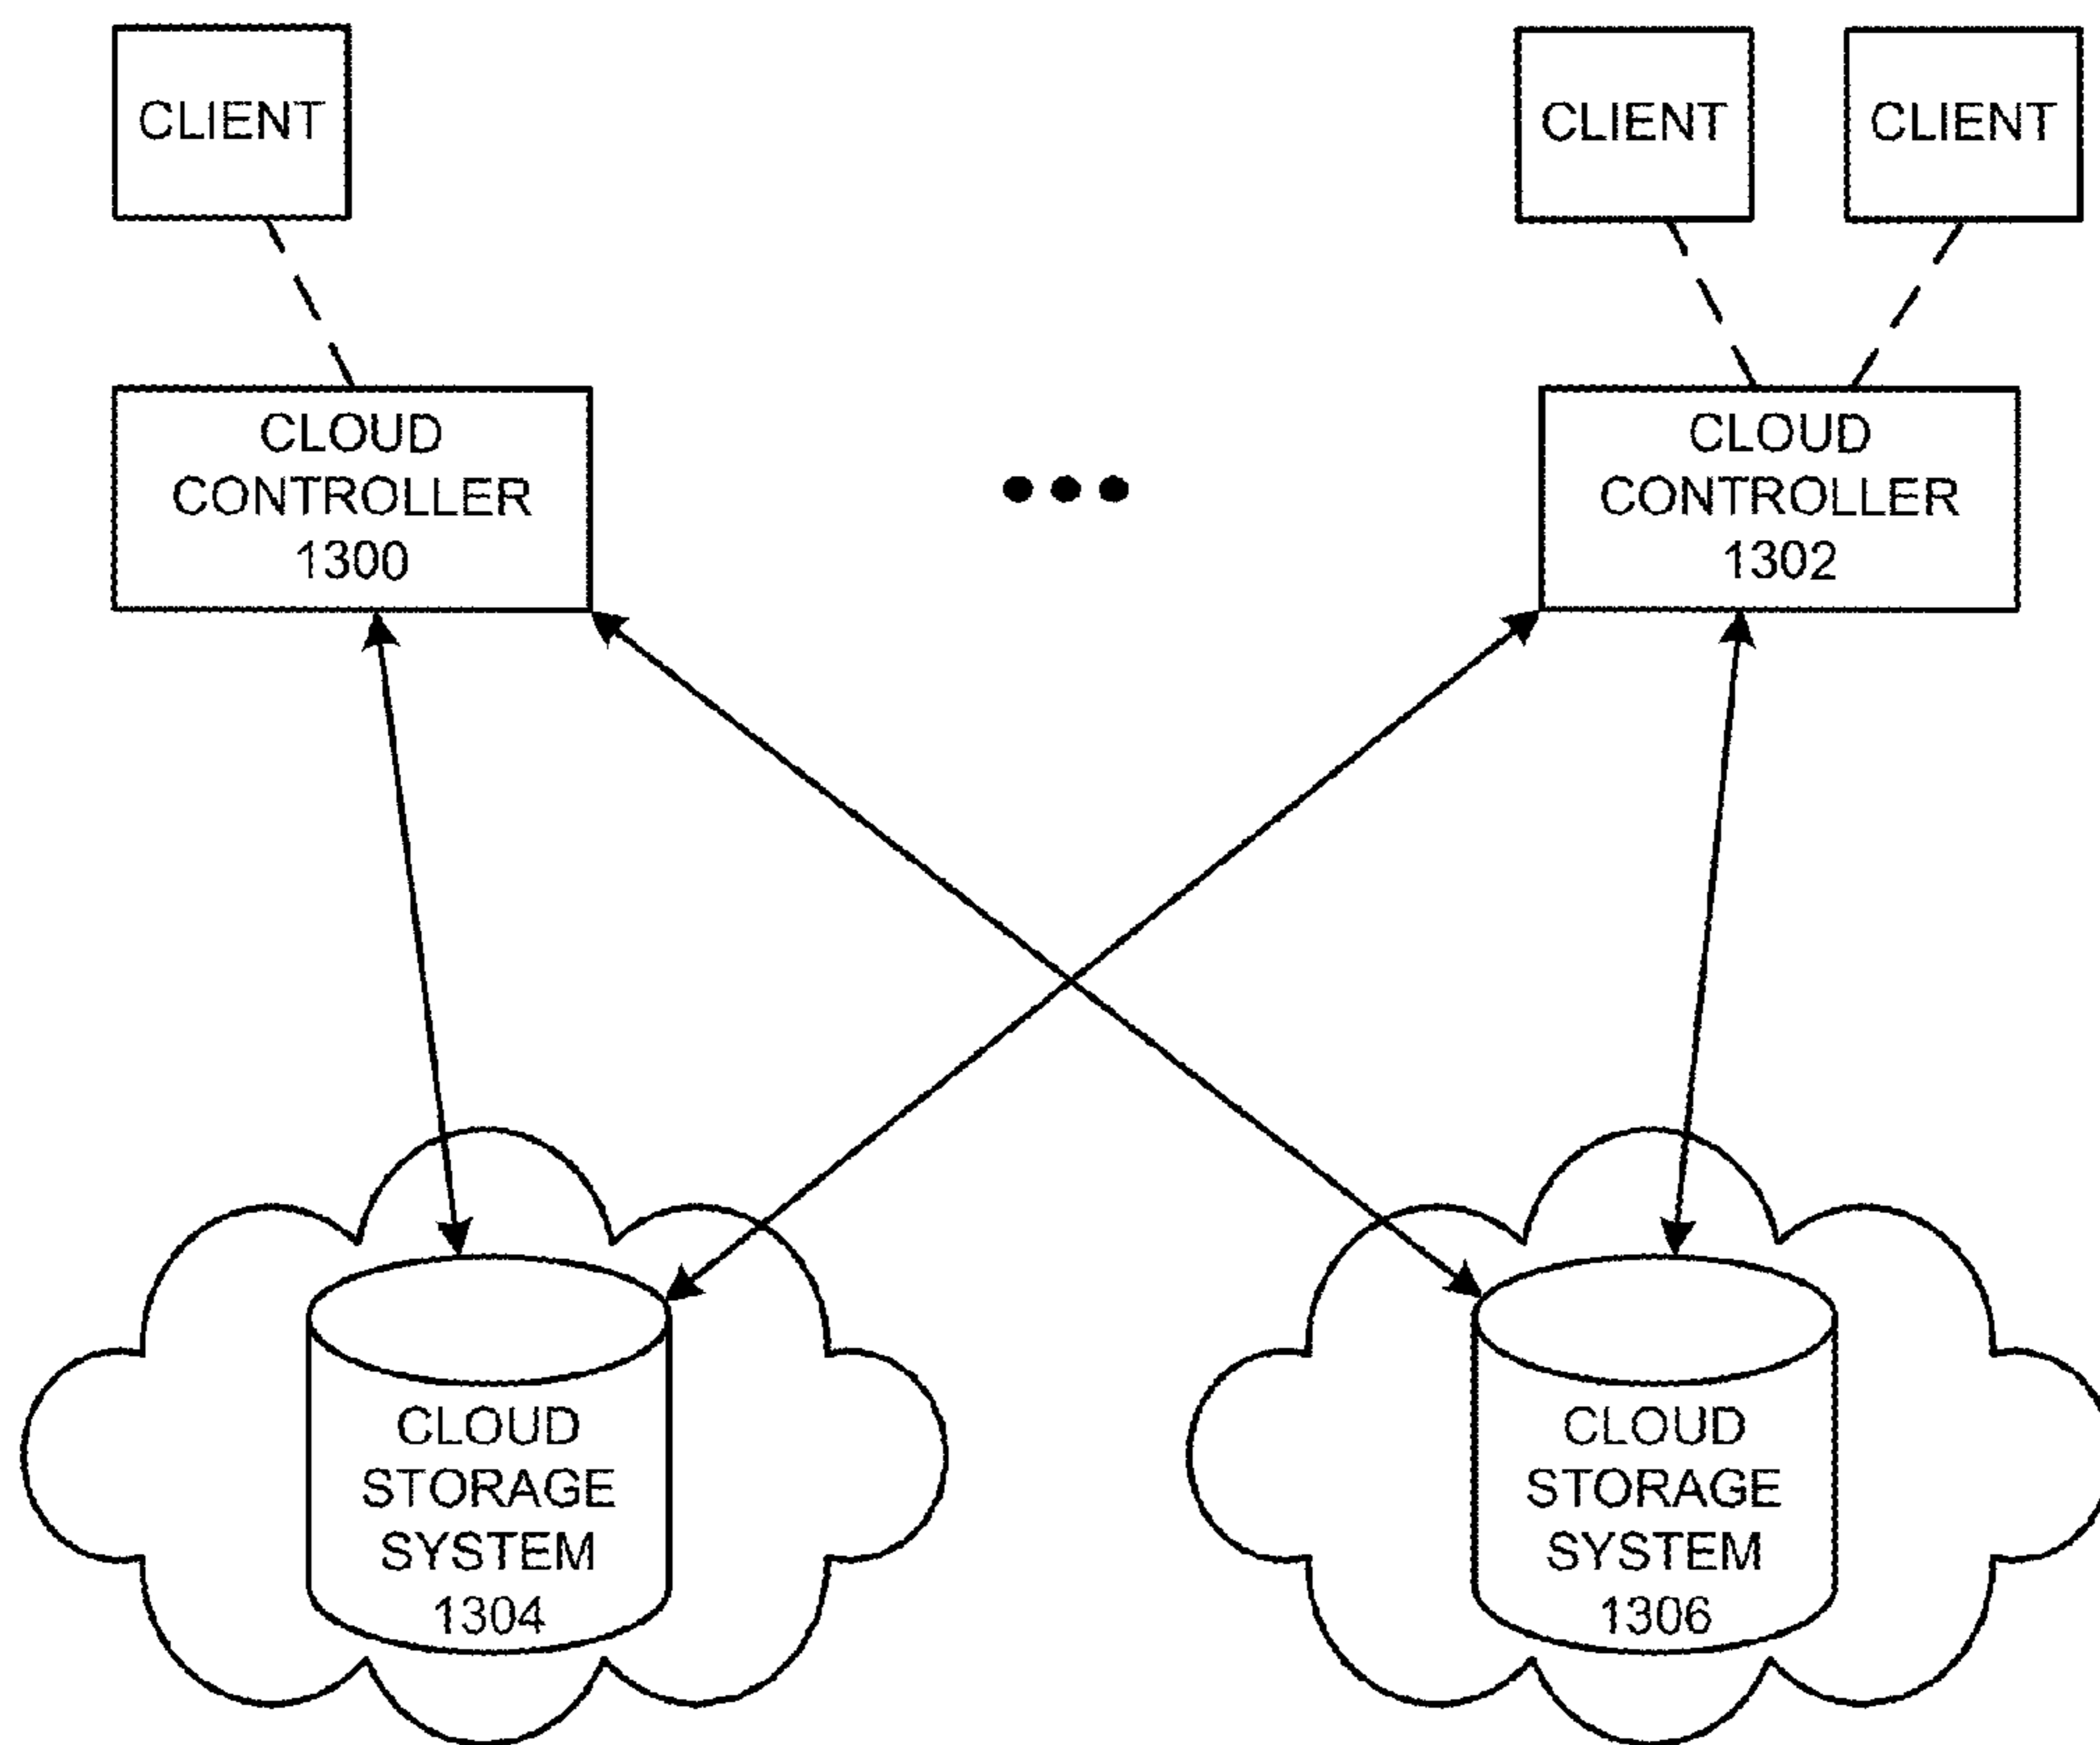 CLIENT
CLIENT
CLIENT
CLOUD
CONTROLLER
1300
CLOUD
CONTROLLER
1302
CLOUD
STORAGE
SYSTEM
1304
CLOUD
STORAGE
SYSTEM
1306